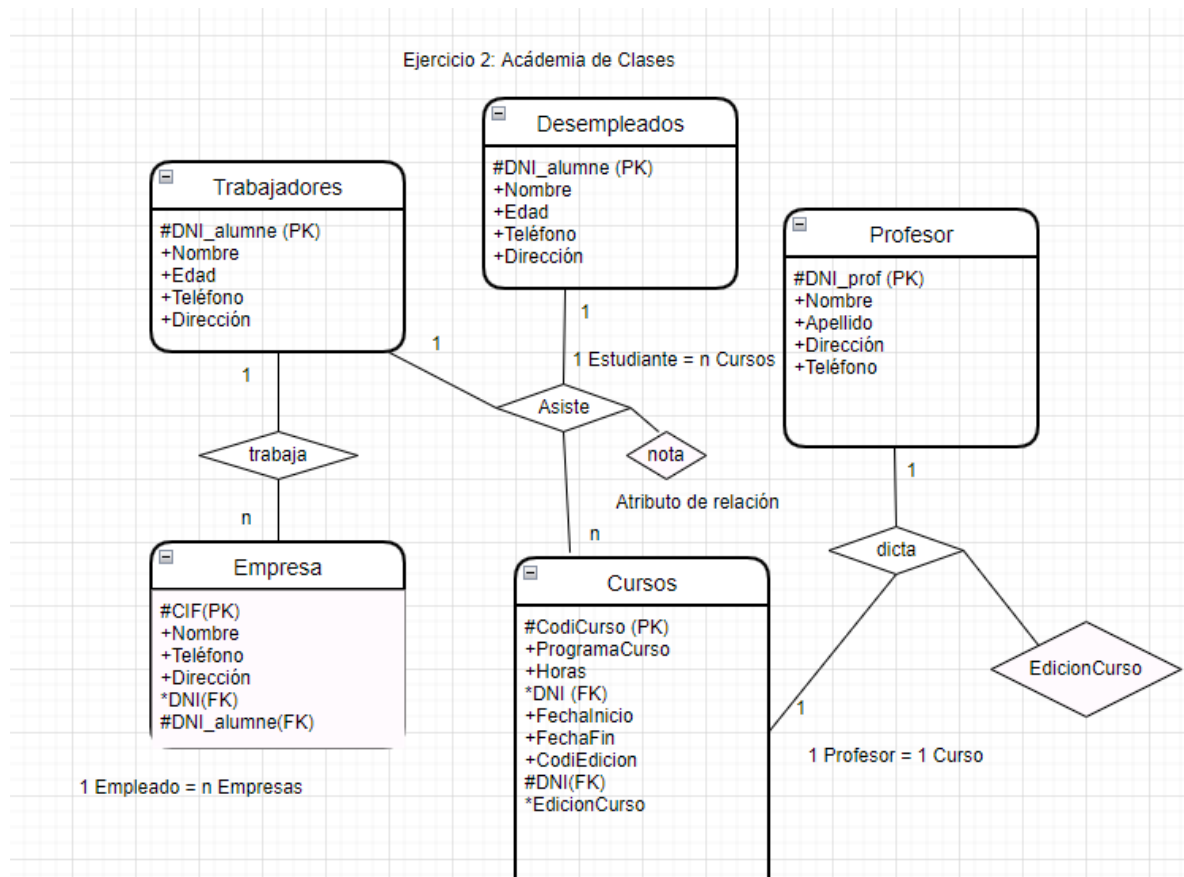 Ejercicio 2: Acádemia de Clases
Desempleados
#DNI_alumne (PK)
+Nombre
+Edad
+Teléfono
+Dirección
Trabajadores
#DNI_alumne (PK)
+Nombre
+Edad
+Teléfono
+Dirección
Profesor
#DNI_prof (PK)
+Nombre
+Apellido
+Dirección
+Teléfono
1
1
1 Estudiante = n Cursos
1
Asiste
trabaja
nota
1
Atributo de relación
n
n
dicta
Empresa
#CIF(PK)
+Nombre
+Teléfono
+Dirección
*DNI(FK)
#DNI_alumne(FK)
Cursos
#CodiCurso (PK)
+ProgramaCurso
+Horas
*DNI (FK)
+FechaInicio
+FechaFin
+CodiEdicion
#DNI(FK)
*EdicionCurso
EdicionCurso
1
1 Profesor = 1 Curso
1 Empleado = n Empresas